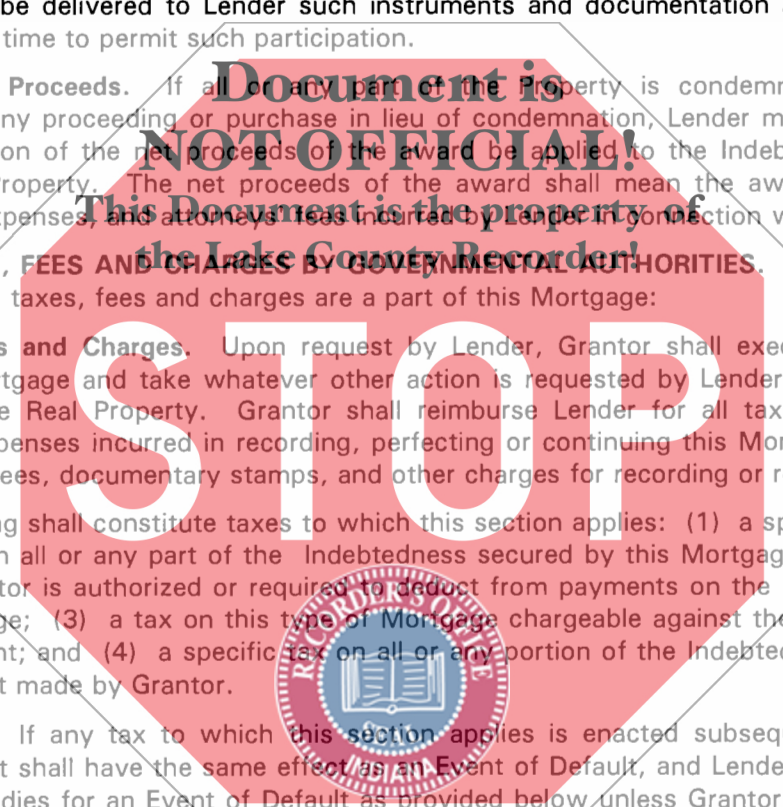 be delivered to Lender such instruments and documentation
time to permit such participation.
Proceeds. If all or any part of the Property is condemn
Document is
ny proceeding or purchase in lieu of condemnation, Lender m
NOT OFFICIAL!
on of the net proceeds of the award be applied to the Indeb
roperty. The net proceeds of the award shall mean the aw
This Document is the property of
penses, and attorneys' fees incurred by Lender in connection w
the Lake County Recorder!
, FEES AND CHARGES BY GOVERNMENTAL AUTHORITIES.
taxes, fees and charges are a part of this Mortgage:
s and Charges. Upon request by Lender, Grantor shall exec
rtgage and take whatever other action is requested by Lender
e Real Property. Grantor shall reimburse Lender for all tax
penses incurred in recording, perfecting or continuing this Mor
ees, documentary stamps, and other charges for recording or r
STOP
ng shall constitute taxes to which this section applies: (1) a sp
n all or any part of the Indebtedness secured by this Mortgag
tor is authorized or required to deduct from payments on the
ge; (3) a tax on this type of Mortgage chargeable against the
nt; and (4) a specific tax on all or any portion of the Indebted
t made by Grantor.
RECORDER'S OFFICE
SEAL
INDIANA
If any tax to which this section applies is enacted subseq
t shall have the same effect as an Event of Default, and Lende
dies for an Event of Default as provided below unless Grantor